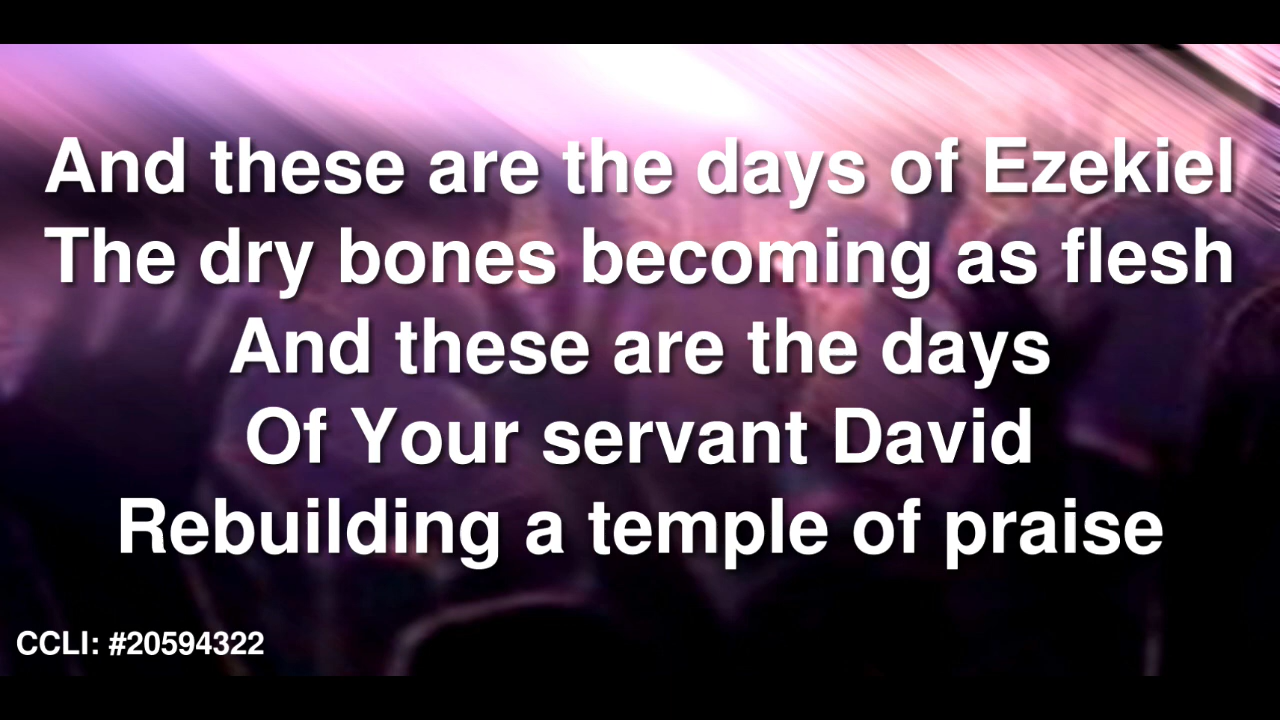 And these are the days of Ezekiel
The dry bones becoming as flesh
And these are the days
Of Your servant David
Rebuilding a temple of praise
CCLI: #20594322